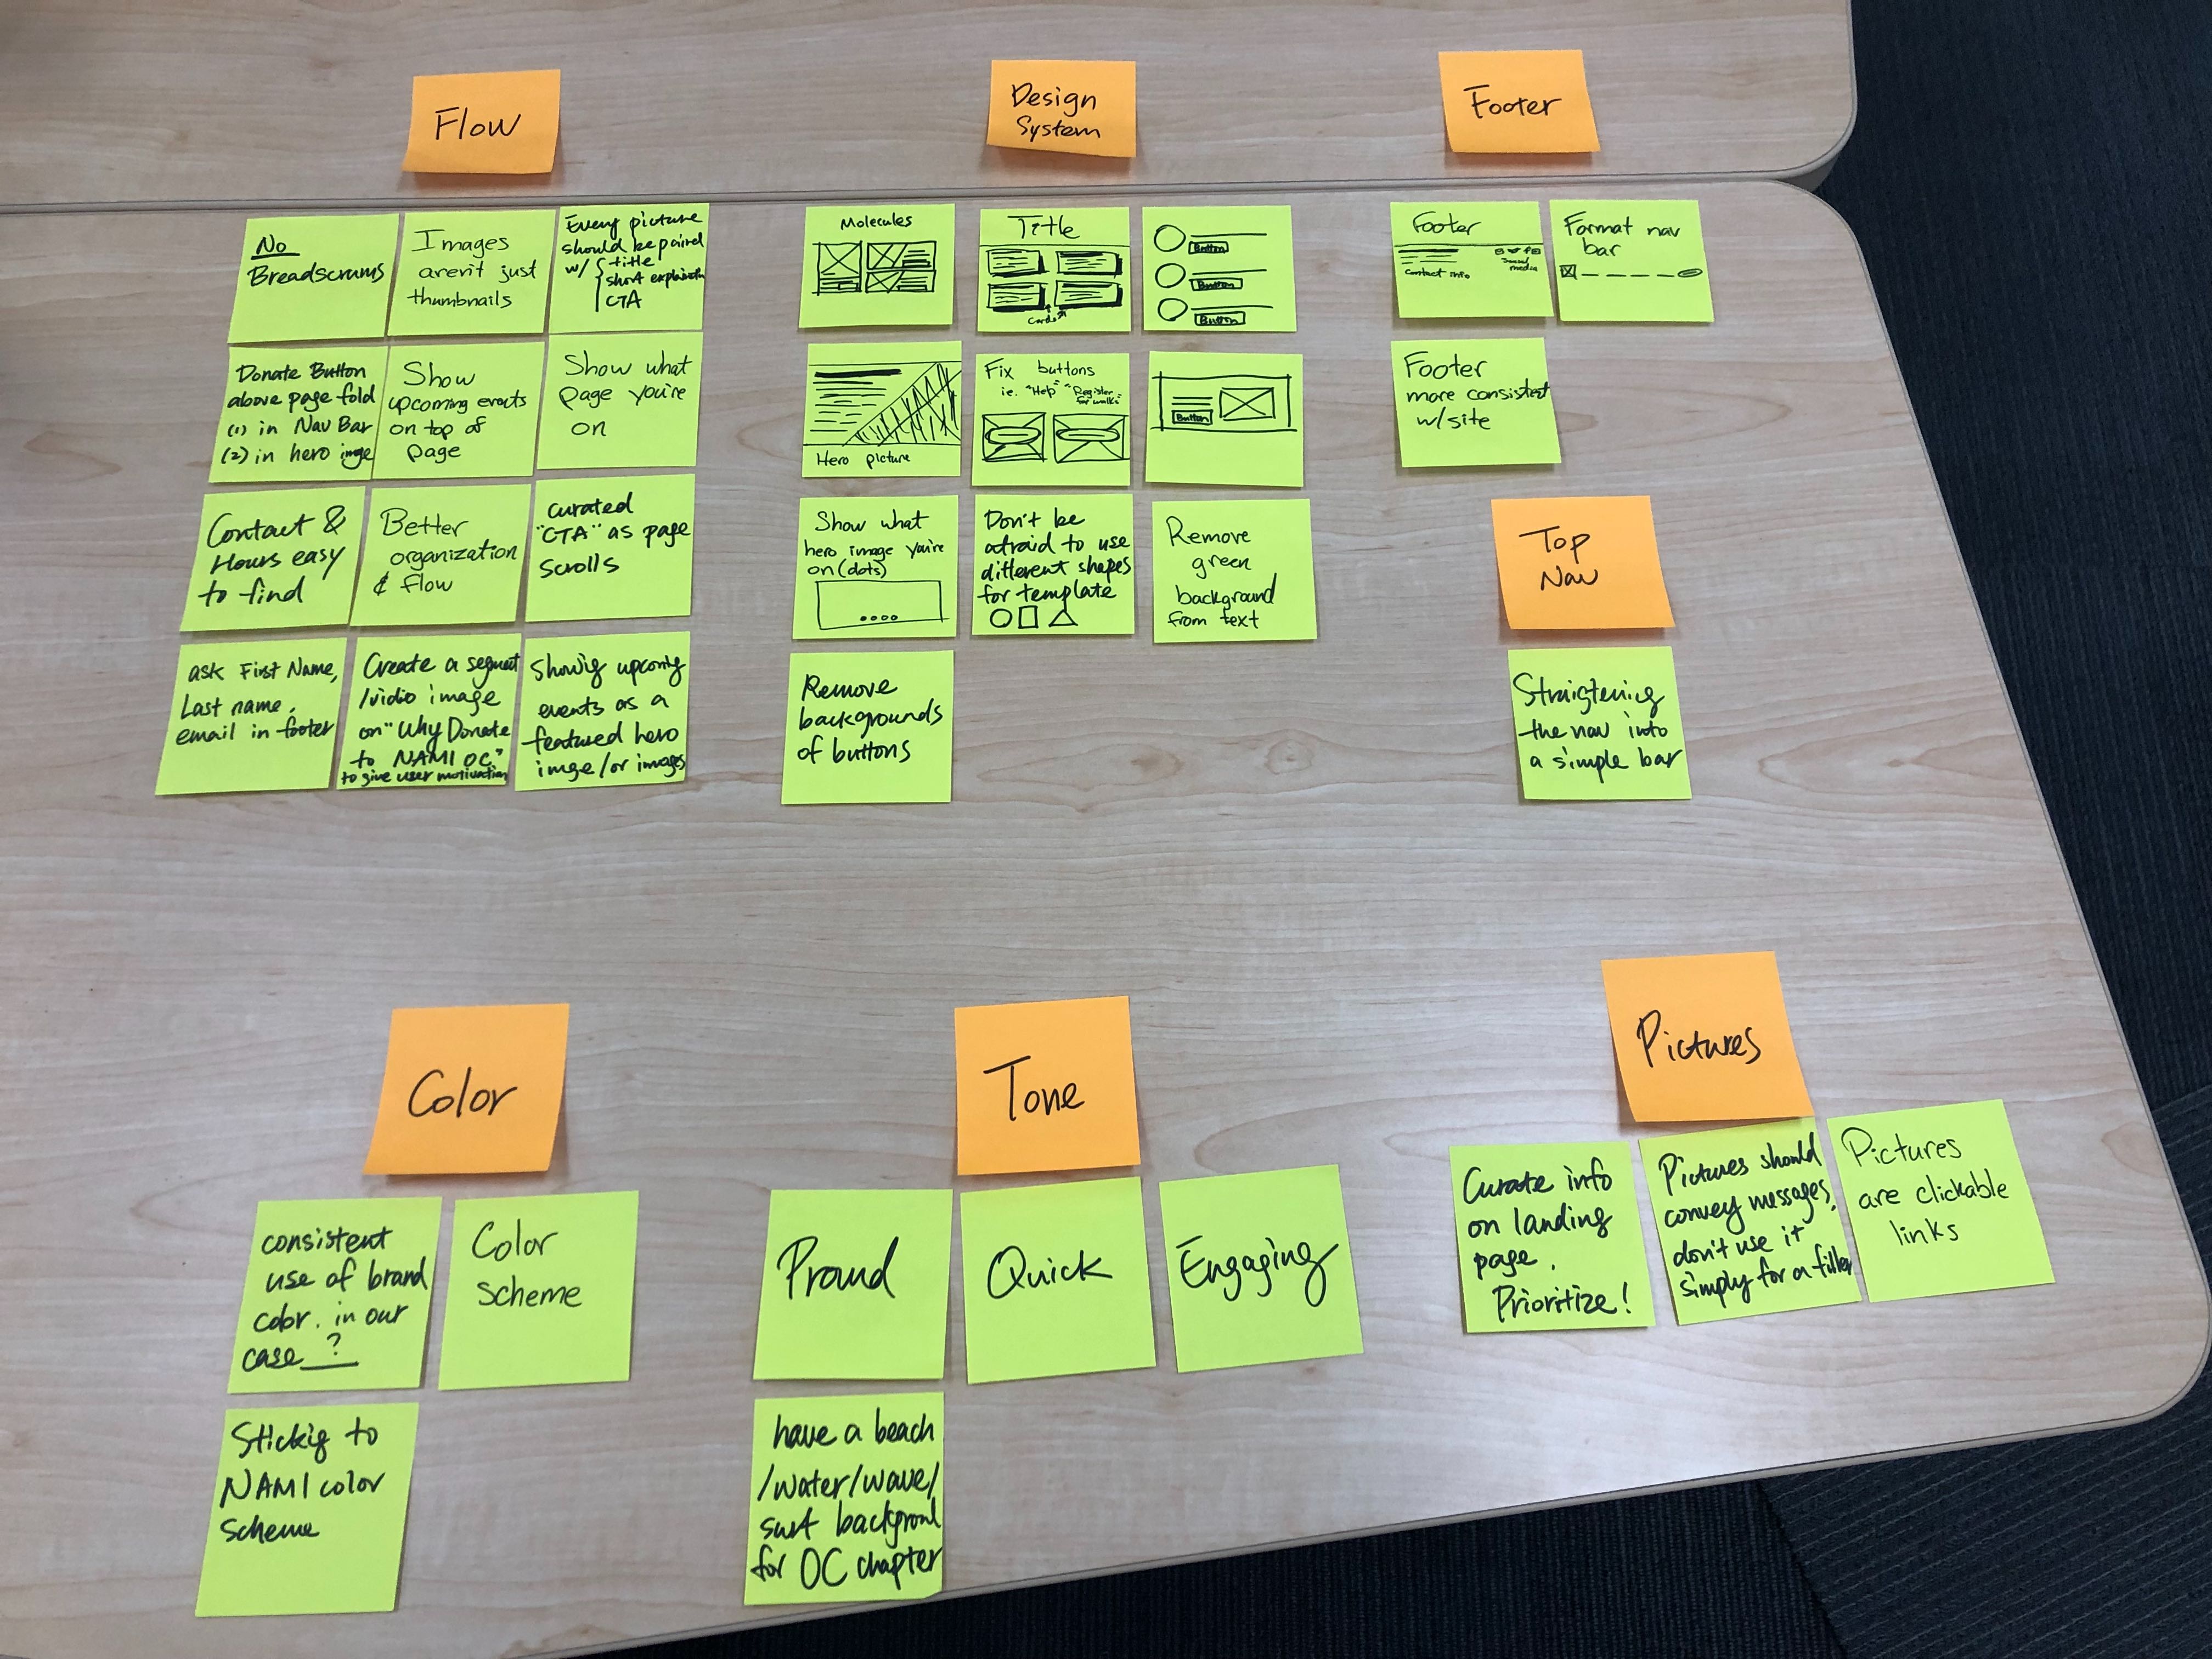 Flow
No
Breadscrums
Images
aren't just
thumbnails
Every picture
should be paired
w/ { title
short explanation
CTA
Donate Button
above page fold
(1) in Nav Bar
(2) in hero imge
Show
upcoming events
on top of
page
Show what
page you're
on
Contact &
Hours easy
to find
Better
organization
& flow
curated
"CTA" as page
scrolls
ask First Name,
Last name,
email in footer
Create a segment
/vidio image
on "Why Donate
to NAMI OC."
to give user motivation
Showig upcomig
events as a
featured hero
imge/or images
Design
System
Molecules
Title
Cards
Button
Button
Button
Hero picture
Fix buttons
ie. "Help" "Register
for walks"
Button
Show what
hero image you're
on (dots)
Don't be
afraid to use
different shapes
for template
Remove
green
background
from text
Remove
backgrounds
of buttons
Footer
Footer
Contact info
Social
media
Format nav
bar
Footer
more consistent
w/site
Top
Nav
Straigtenicg
the nav into
a simple bar
Color
consistent
use of brand
color. in our
case ?
Color
Scheme
Stickig to
NAMI color
scheme
Tone
Proud
Quick
Engaging
have a beach
/water/wave/
surf backgroud
for OC chapter
Pictures
Curate info
on landing
page.
Prioritize!
Pictures should
convey messages,
don't use it
simply for a filler
Pictures
are clickable
links